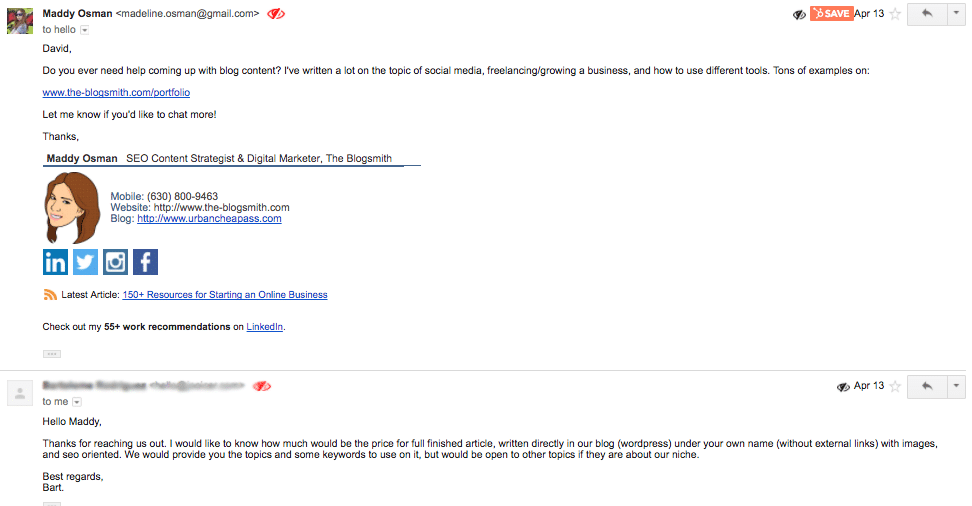 Maddy Osman <madeline.osman@gmail.com> SAVE Apr 13
to hello
David,
Do you ever need help coming up with blog content? I've written a lot on the topic of social media, freelancing/growing a business, and how to use different tools. Tons of examples on:
www.the-blogsmith.com/portfolio
Let me know if you'd like to chat more!
Thanks,
Maddy Osman SEO Content Strategist & Digital Marketer, The Blogsmith
Mobile: (630) 800-9463
Website: http://www.the-blogsmith.com
Blog: http://www.urbancheapass.com
in f
Latest Article: 150+ Resources for Starting an Online Business
Check out my 55+ work recommendations on LinkedIn.
Apr 13
to me
Hello Maddy,
Thanks for reaching us out. I would like to know how much would be the price for full finished article, written directly in our blog (wordpress) under your own name (without external links) with images,
and seo oriented. We would provide you the topics and some keywords to use on it, but would be open to other topics if they are about our niche.
Best regards,
Bart.